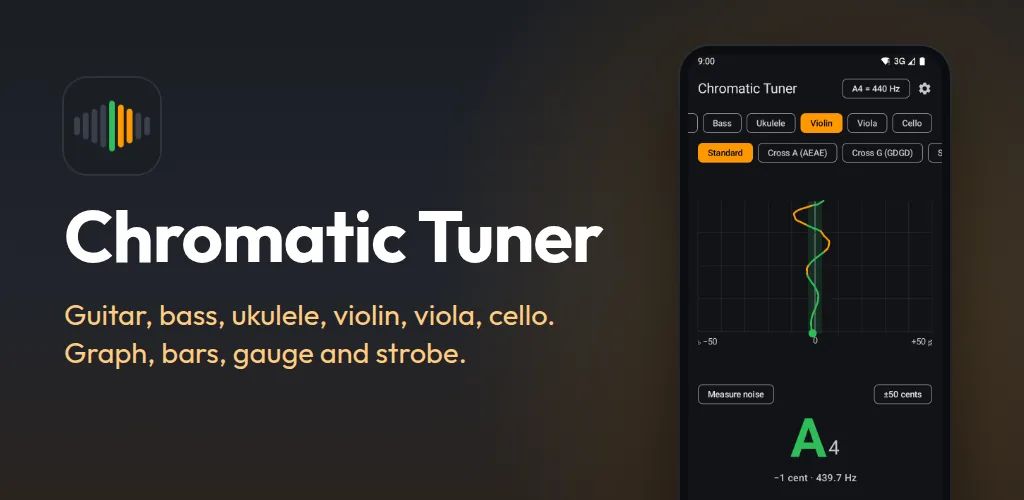 Chromatic Tuner
Guitar, bass, ukulele, violin, viola, cello.
Graph, bars, gauge and strobe.
9:00 3G
Chromatic Tuner A4 = 440 Hz
Bass Ukulele Violin Viola Cello
Standard Cross A (AEAE) Cross G (GDGD) S
♭ −50 0 +50 ♯
Measure noise ±50 cents
A4
−1 cent · 439.7 Hz